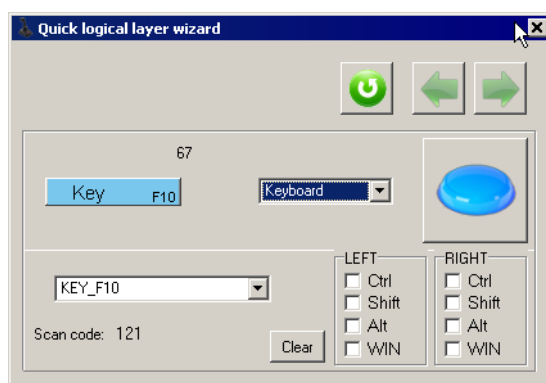 Quick logical layer wizard
67
Key F10
Keyboard
KEY_F10
Scan code: 121
Clear
LEFT
Ctrl
Shift
Alt
WIN
RIGHT
Ctrl
Shift
Alt
WIN